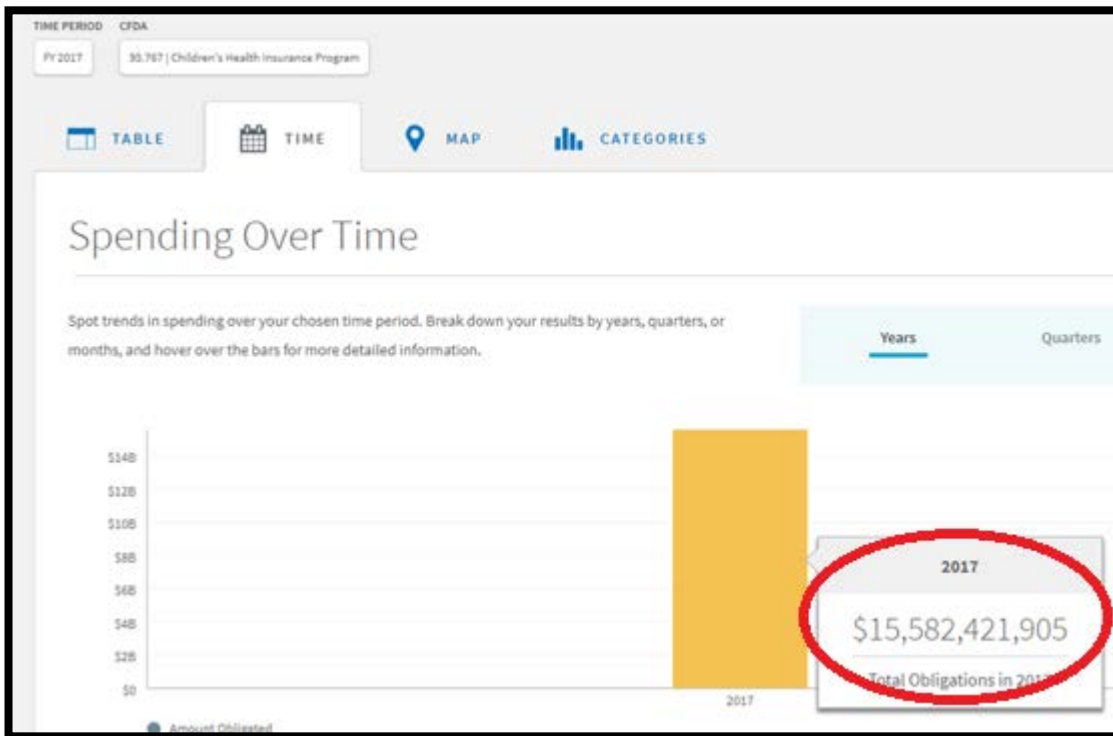 TIME PERIOD CFDA
FY 2017 93.767 | Children's Health Insurance Program
TABLE TIME MAP CATEGORIES
Spending Over Time
Spot trends in spending over your chosen time period. Break down your results by years, quarters, or
months, and hover over the bars for more detailed information.
Years Quarters
$14B
$12B
$10B
$8B
$6B
$4B
$2B
$0
2017
2017
$15,582,421,905
Total Obligations in 2017
Amount Obligated